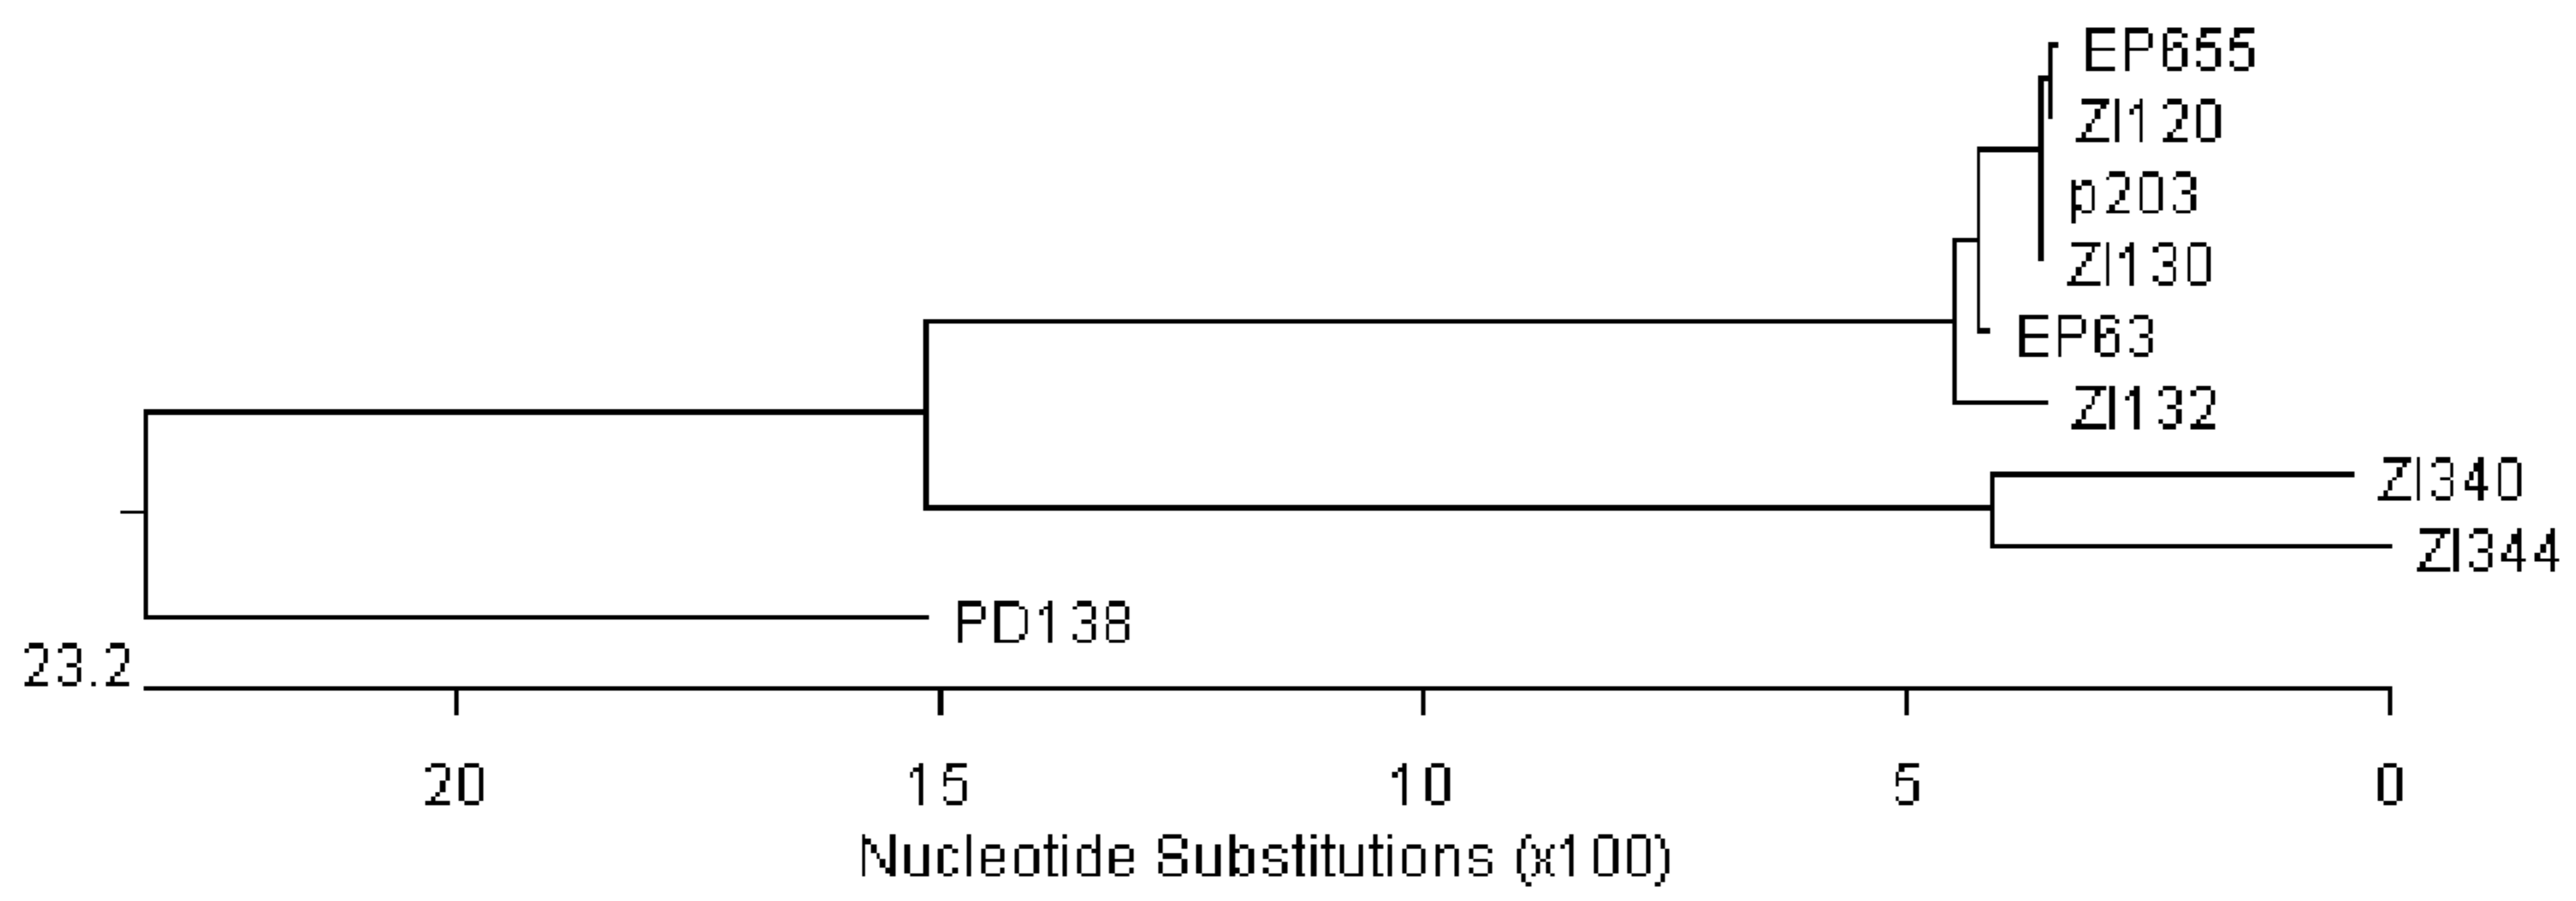 EP655
ZI120
p203
ZI130
EP63
ZI132
ZI340
ZI344
PD138
23.2
20 15 10 5 0
Nucleotide Substitutions (x100)